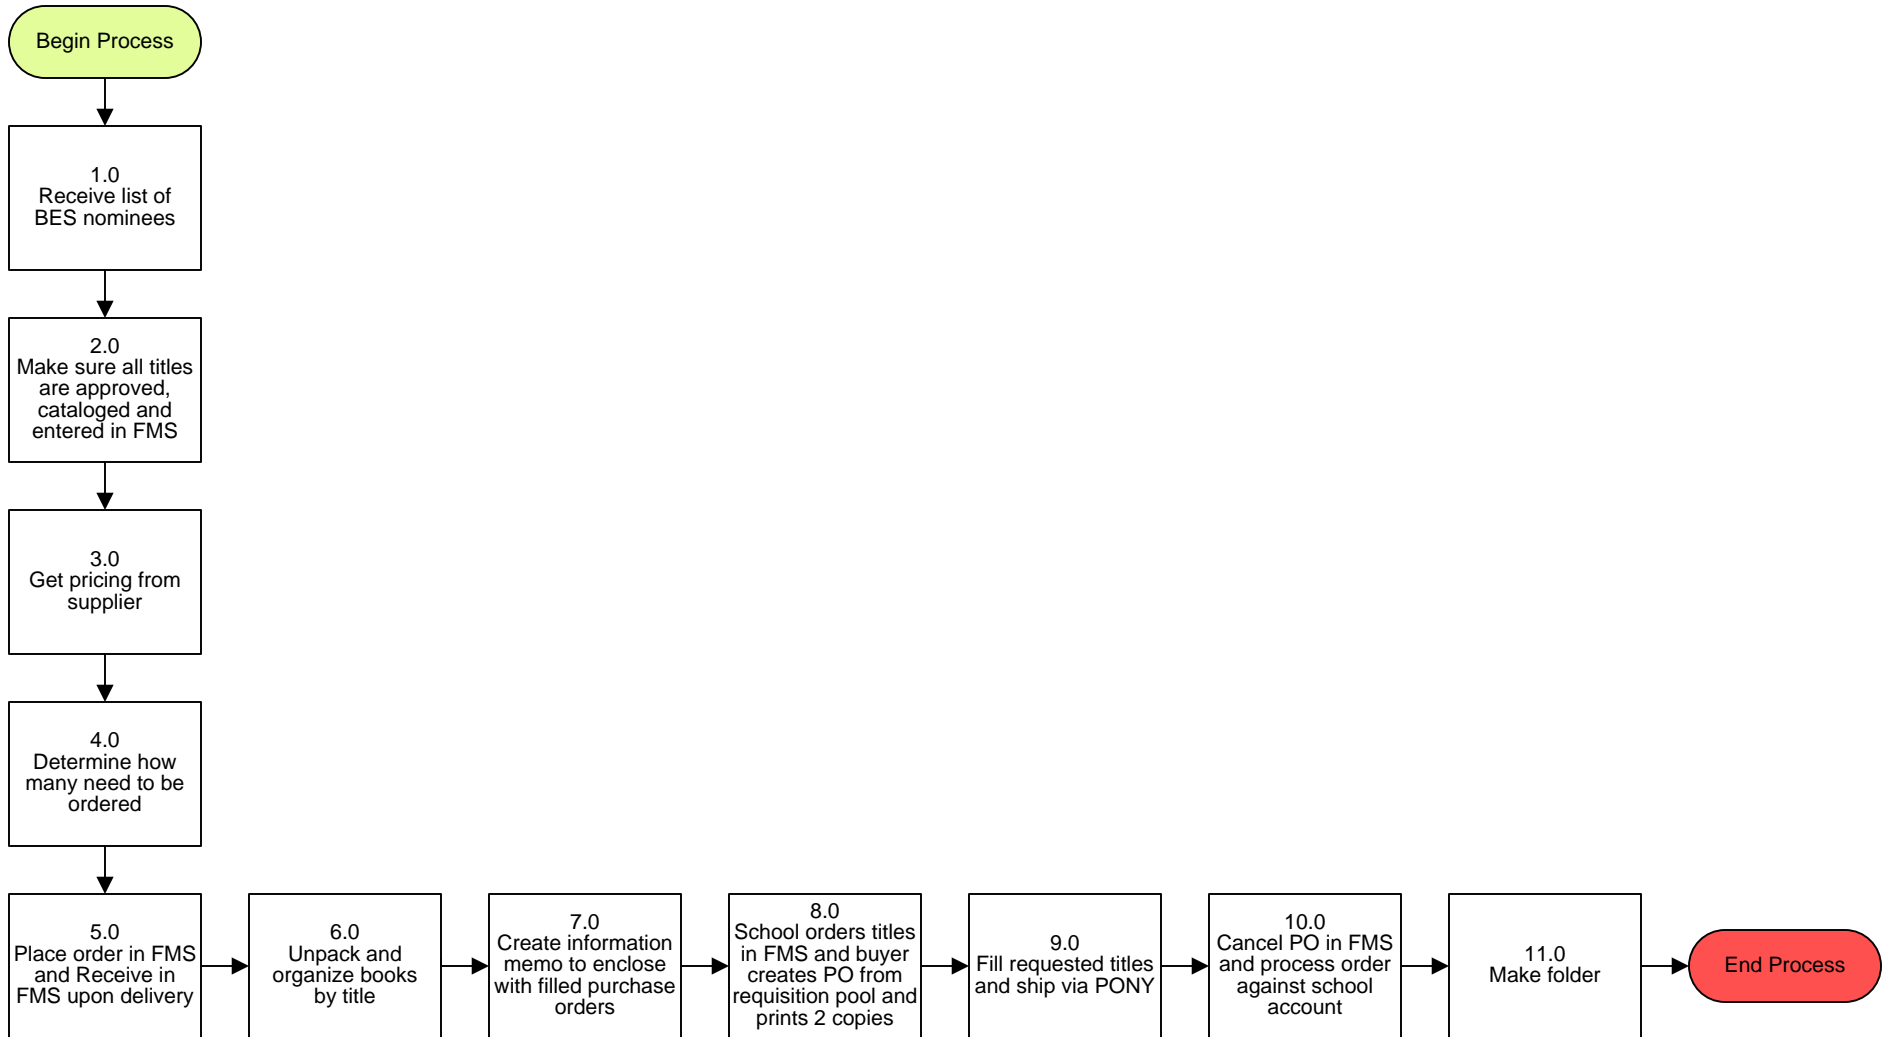 Begin Process
1.0
Receive list of
BES nominees
2.0
Make sure all titles
are approved,
cataloged and
entered in FMS
3.0
Get pricing from
supplier
4.0
Determine how
many need to be
ordered
5.0
Place order in FMS
and Receive in
FMS upon delivery
6.0
Unpack and
organize books
by title
7.0
Create information
memo to enclose
with filled purchase
orders
8.0
School orders titles
in FMS and buyer
creates PO from
requisition pool and
prints 2 copies
9.0
Fill requested titles
and ship via PONY
10.0
Cancel PO in FMS
and process order
against school
account
11.0
Make folder
End Process